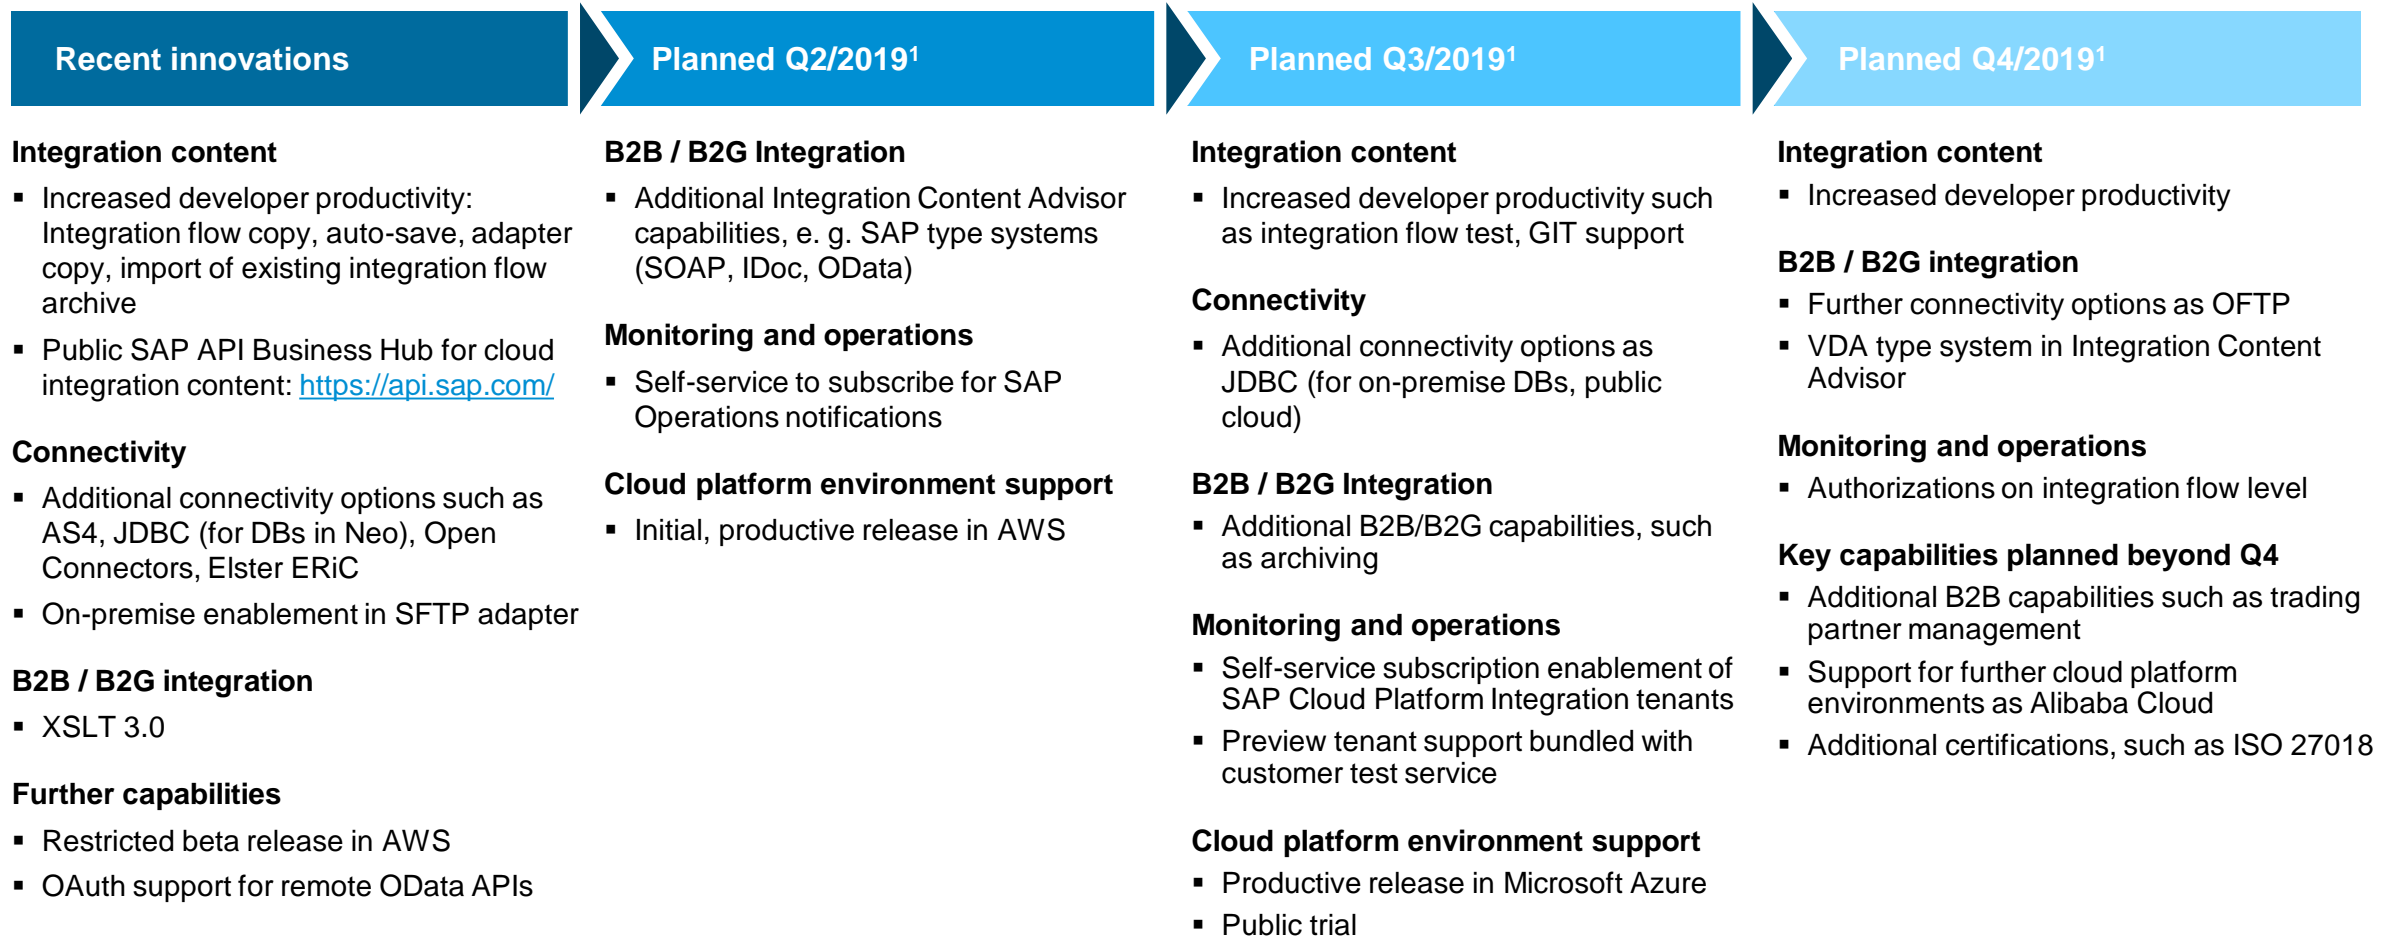 Recent innovations
Planned Q2/2019¹
Planned Q3/2019¹
Planned Q4/2019¹
Integration content
▪ Increased developer productivity:
Integration flow copy, auto-save, adapter
copy, import of existing integration flow
archive
▪ Public SAP API Business Hub for cloud
integration content: https://api.sap.com/
Connectivity
▪ Additional connectivity options such as
AS4, JDBC (for DBs in Neo), Open
Connectors, Elster ERiC
▪ On-premise enablement in SFTP adapter
B2B / B2G integration
▪ XSLT 3.0
Further capabilities
▪ Restricted beta release in AWS
▪ OAuth support for remote OData APIs
B2B / B2G Integration
▪ Additional Integration Content Advisor
capabilities, e. g. SAP type systems
(SOAP, IDoc, OData)
Monitoring and operations
▪ Self-service to subscribe for SAP
Operations notifications
Cloud platform environment support
▪ Initial, productive release in AWS
Integration content
▪ Increased developer productivity such
as integration flow test, GIT support
Connectivity
▪ Additional connectivity options as
JDBC (for on-premise DBs, public
cloud)
B2B / B2G Integration
▪ Additional B2B/B2G capabilities, such
as archiving
Monitoring and operations
▪ Self-service subscription enablement of
SAP Cloud Platform Integration tenants
▪ Preview tenant support bundled with
customer test service
Cloud platform environment support
▪ Productive release in Microsoft Azure
▪ Public trial
Integration content
▪ Increased developer productivity
B2B / B2G integration
▪ Further connectivity options as OFTP
▪ VDA type system in Integration Content
Advisor
Monitoring and operations
▪ Authorizations on integration flow level
Key capabilities planned beyond Q4
▪ Additional B2B capabilities such as trading
partner management
▪ Support for further cloud platform
environments as Alibaba Cloud
▪ Additional certifications, such as ISO 27018